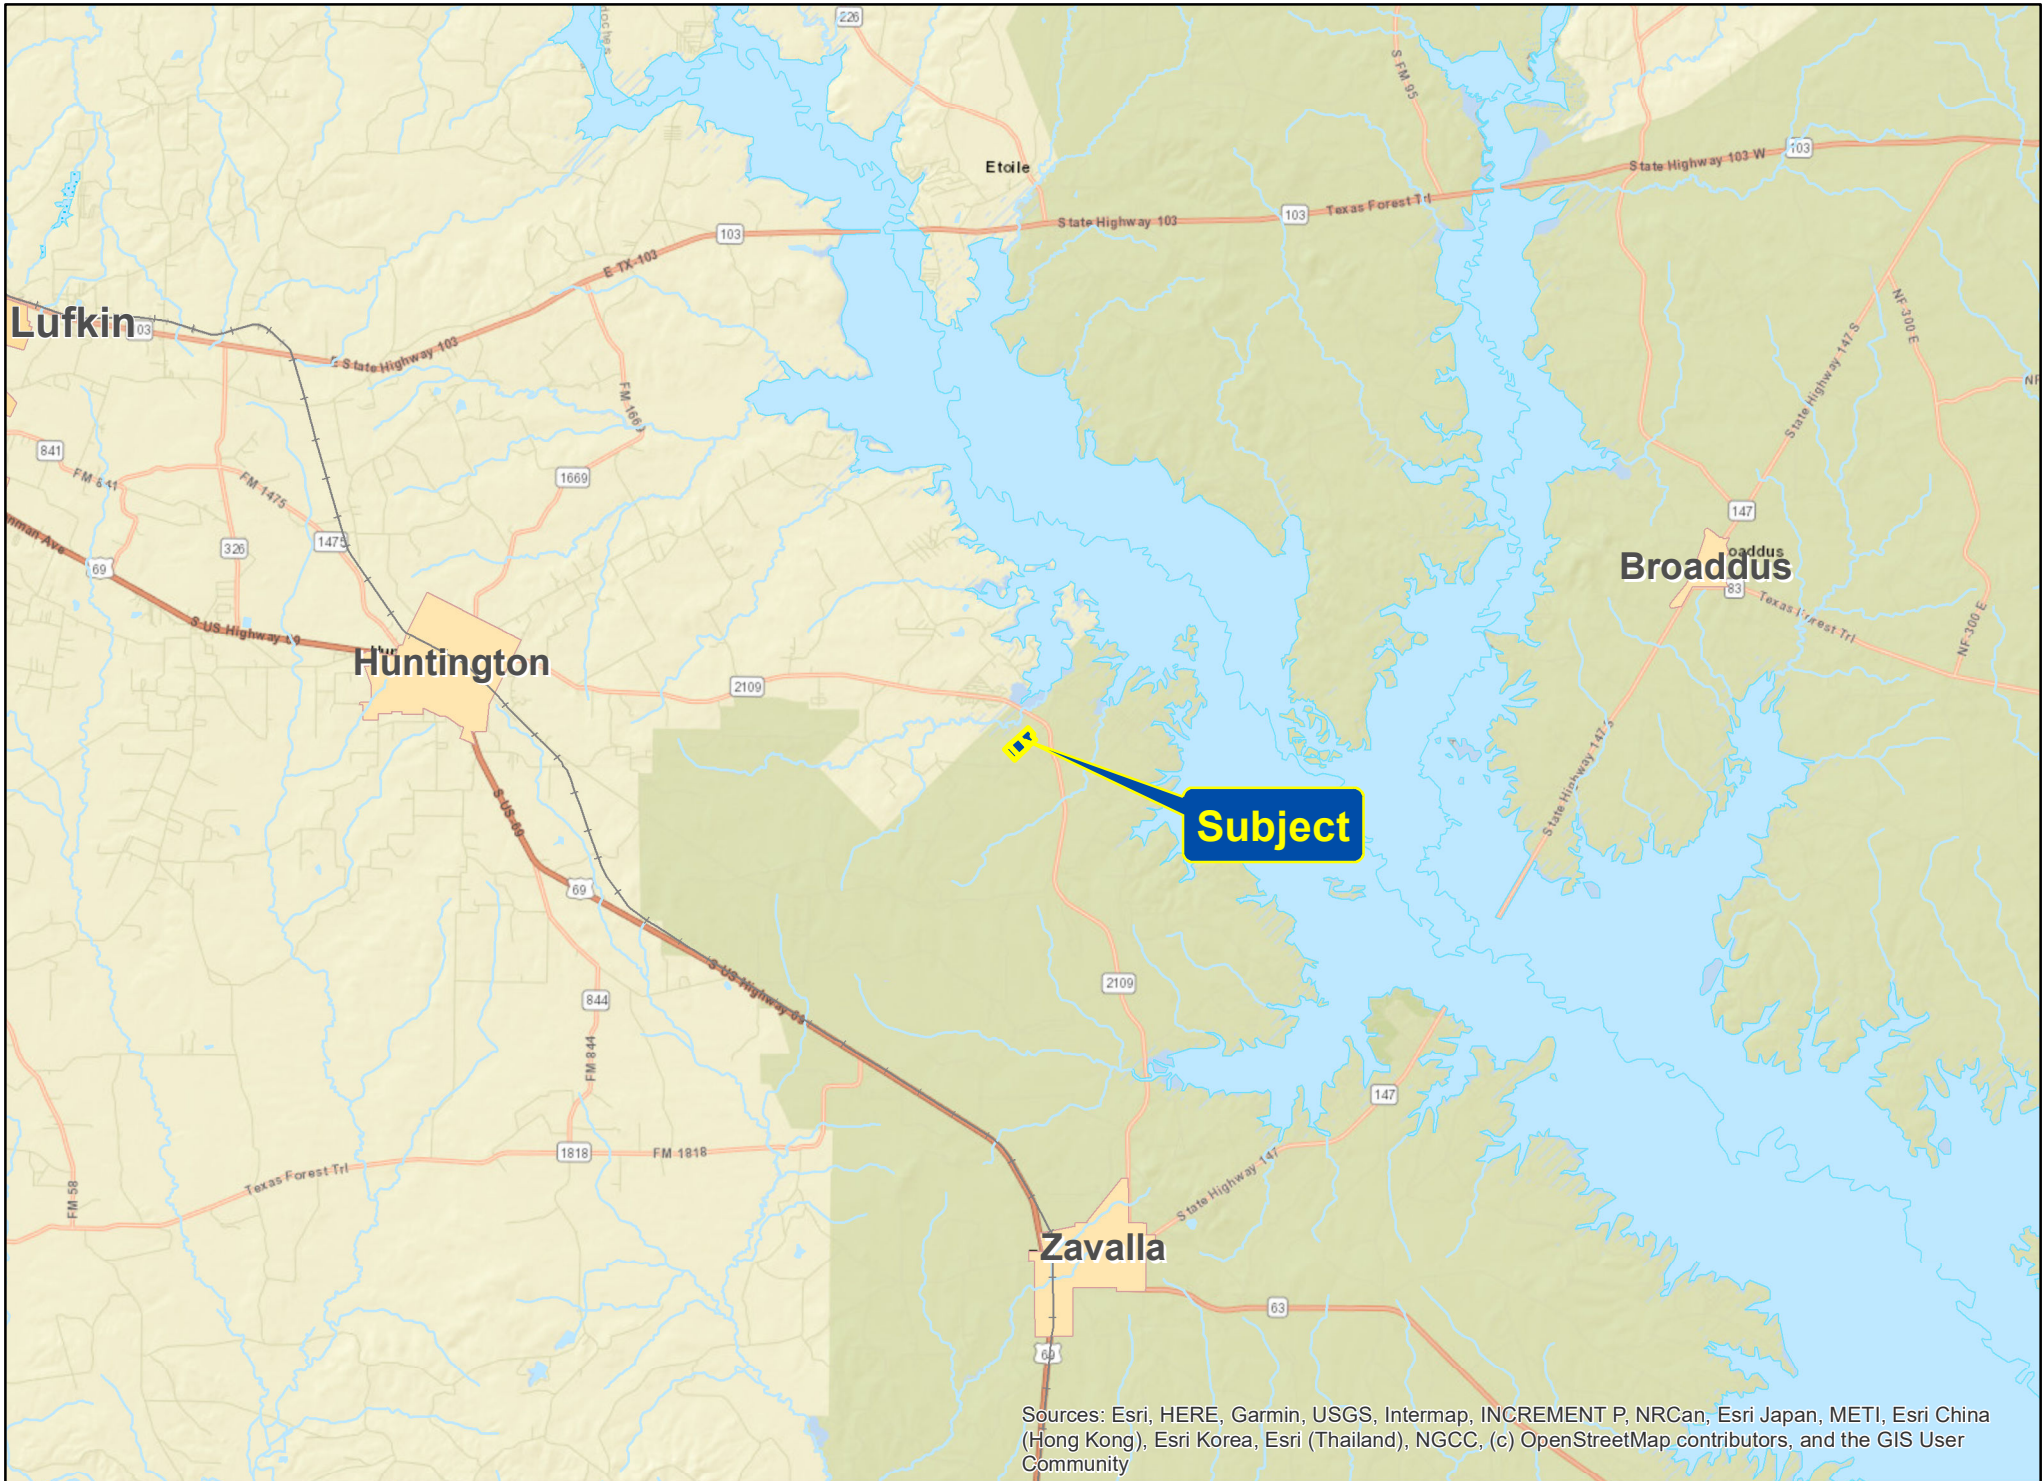 226
S FM 95
103
State Highway 103 W
Etoile
State Highway 103
103
Texas Forest Trl
103
E TX-103
Lufkin
E State Highway 103
NF 300 E
State Highway 147 S
FM 1669
841
FM 841
FM 1475
1669
147
326
1475
69
S US Highway 69
Broaddus
oaddus
83
Texas Forest Trl
NF 300 E
Huntington
2109
State Highway 147 S
Subject
S US 69
69
S US Highway 69
2109
844
FM 844
147
1818
FM 1818
Texas Forest Trl
FM 58
State Highway 147
Zavalla
63
69
Sources: Esri, HERE, Garmin, USGS, Intermap, INCREMENT P, NRCan, Esri Japan, METI, Esri China
(Hong Kong), Esri Korea, Esri (Thailand), NGCC, (c) OpenStreetMap contributors, and the GIS User
Community